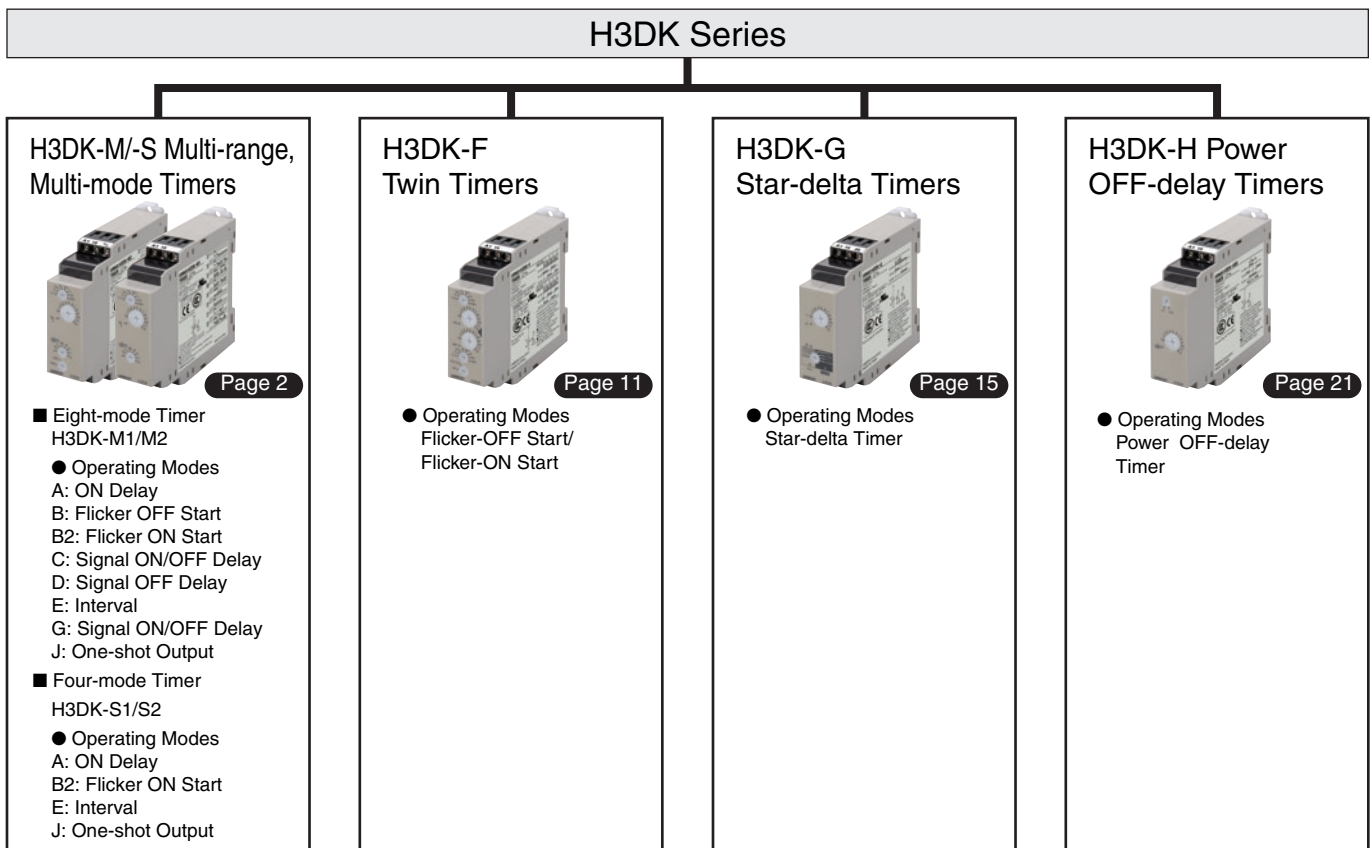 H3DK Series
H3DK-M/-S Multi-range,
Multi-mode Timers
Page 2
■ Eight-mode Timer
H3DK-M1/M2
● Operating Modes
A: ON Delay
B: Flicker OFF Start
B2: Flicker ON Start
C: Signal ON/OFF Delay
D: Signal OFF Delay
E: Interval
G: Signal ON/OFF Delay
J: One-shot Output
■ Four-mode Timer
H3DK-S1/S2
● Operating Modes
A: ON Delay
B2: Flicker ON Start
E: Interval
J: One-shot Output
H3DK-F
Twin Timers
Page 11
● Operating Modes
Flicker-OFF Start/
Flicker-ON Start
H3DK-G
Star-delta Timers
Page 15
● Operating Modes
Star-delta Timer
H3DK-H Power
OFF-delay Timers
Page 21
● Operating Modes
Power OFF-delay
Timer